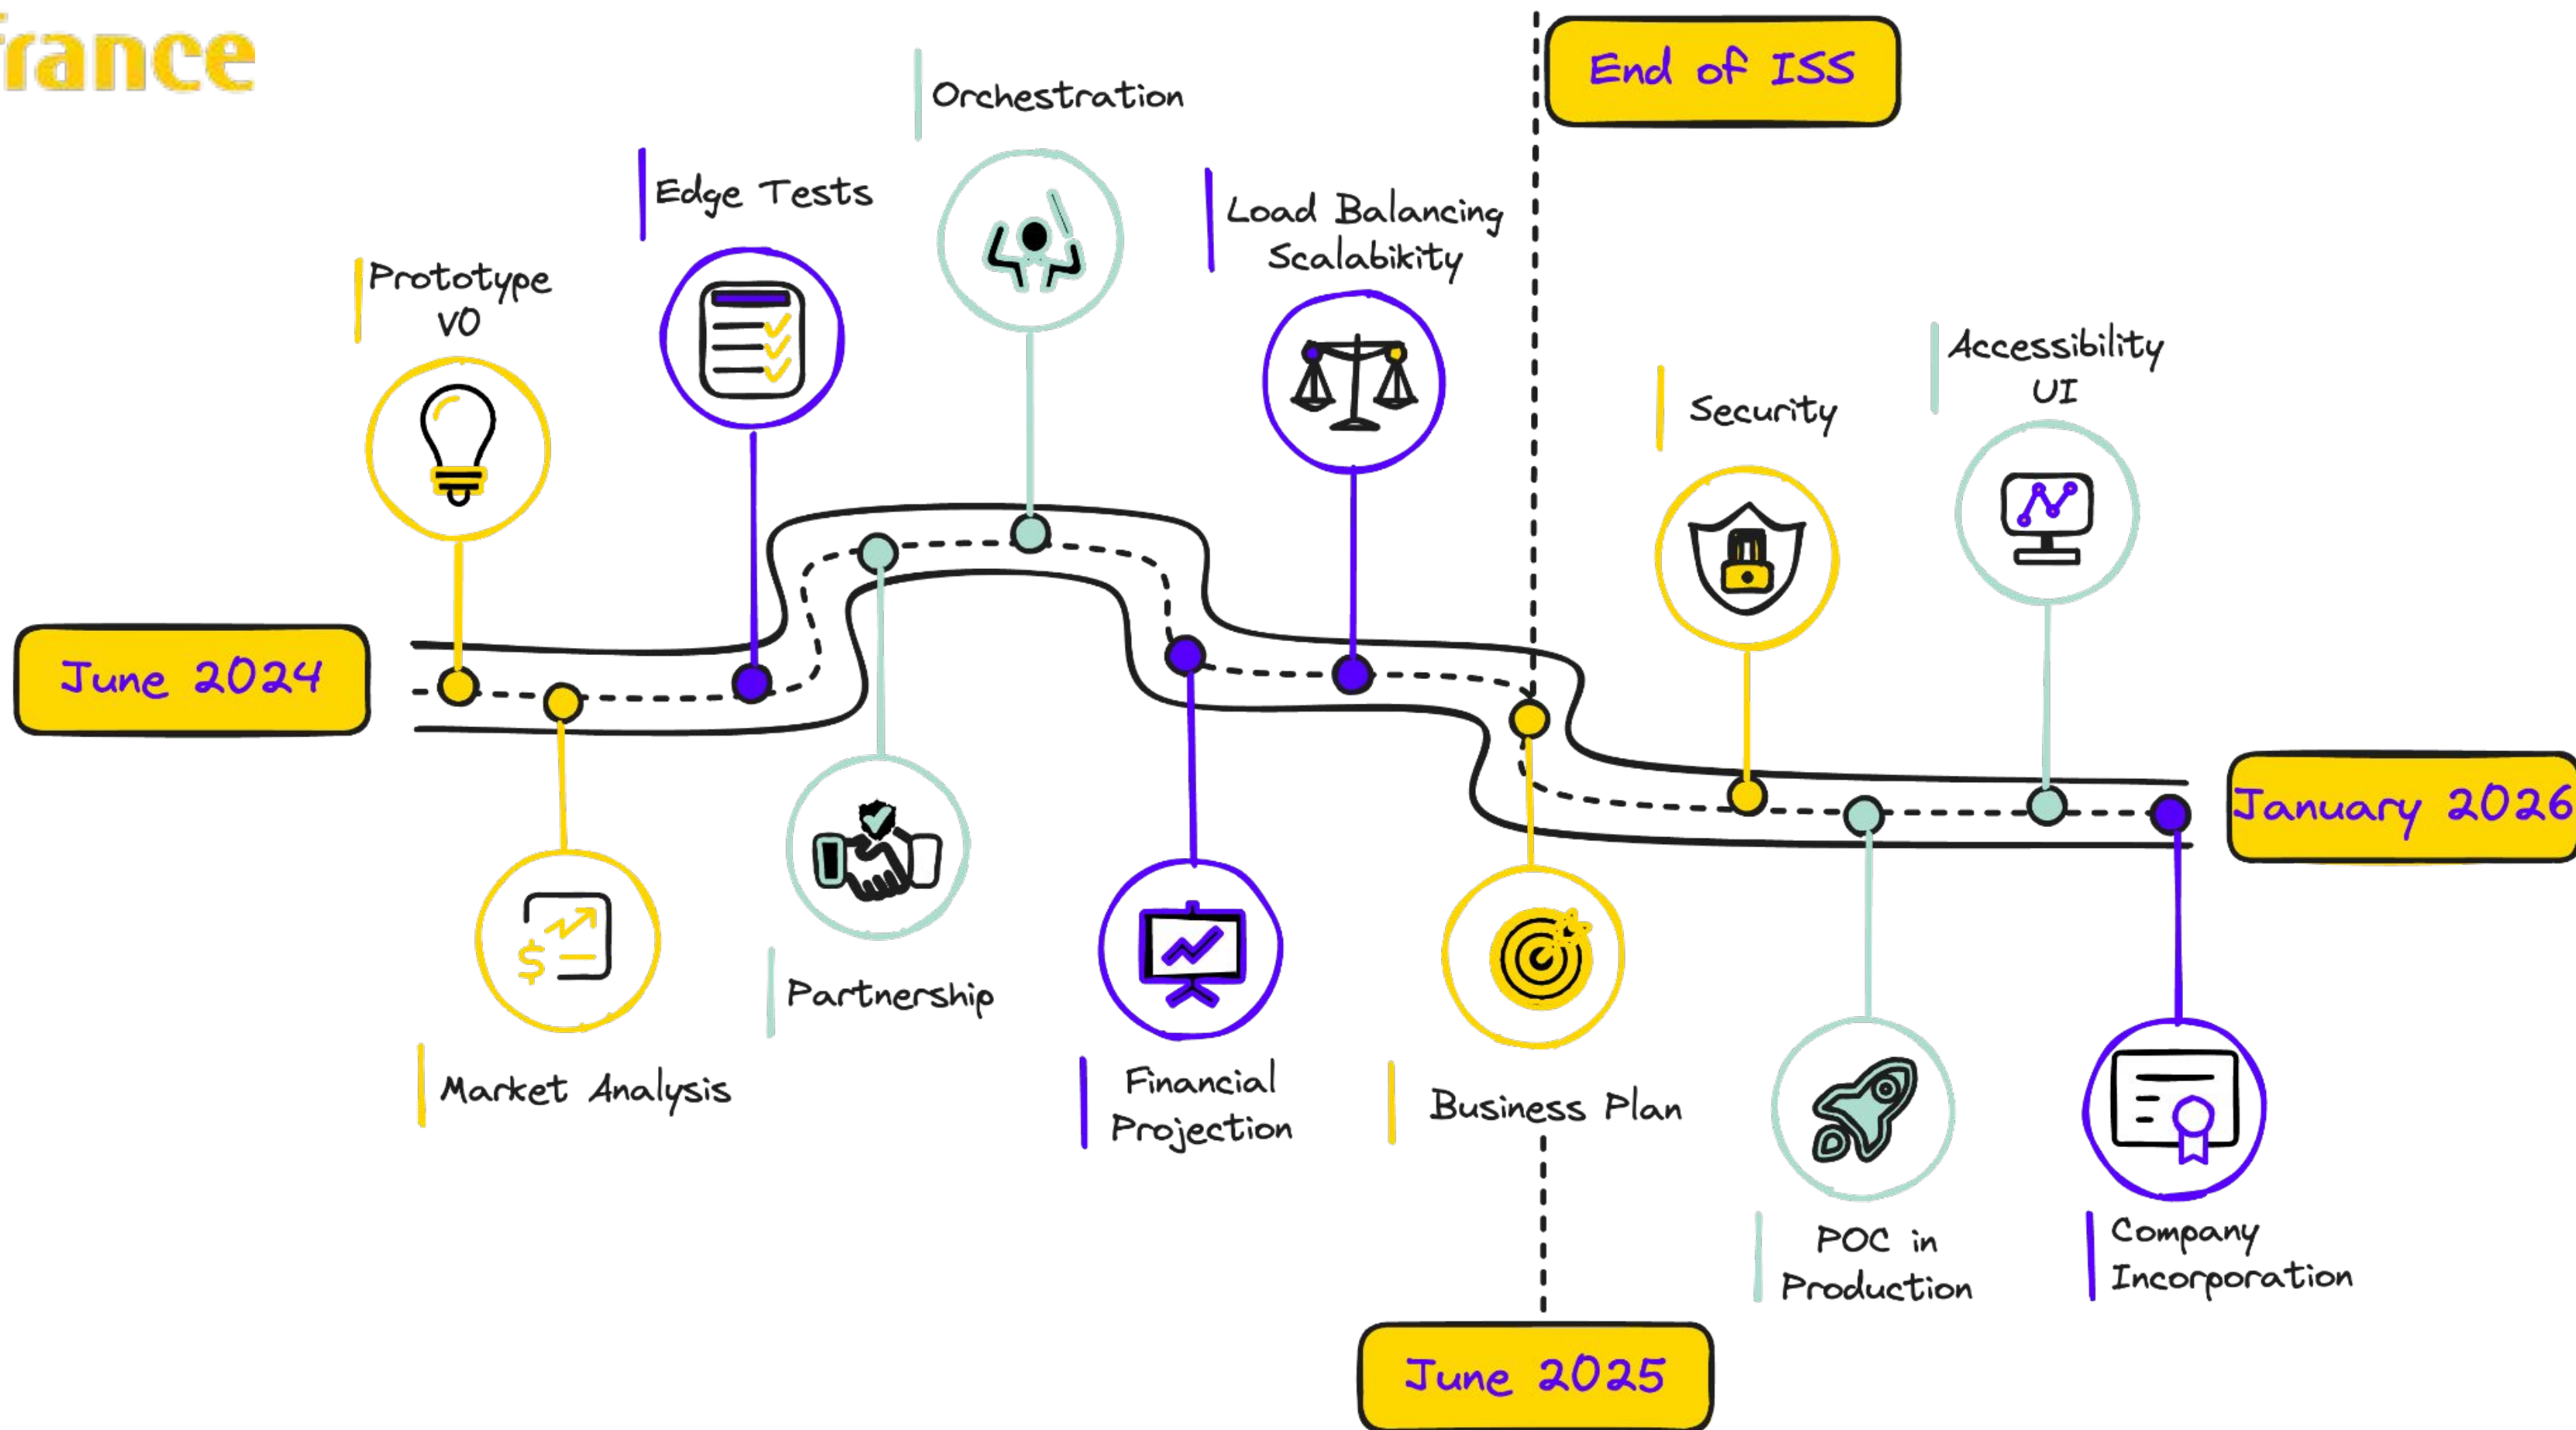 rance
End of ISS
Orchestration
Edge Tests
Load Balancing
Scalabikity
Prototype
V0
Accessibility
UI
Security
June 2024
January 2026
Partnership
Market Analysis
Financial
Projection
Business Plan
POC in
Production
Company
Incorporation
June 2025